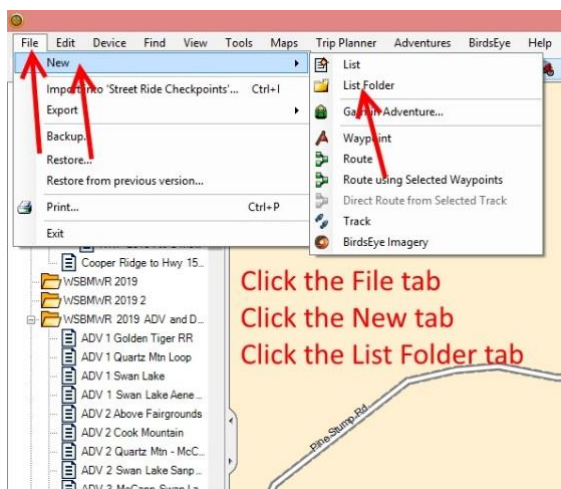 File Edit Device Find View Tools Maps Trip Planner Adventures BirdsEye Help
New
Import into 'Street Ride Checkpoints'... Ctrl+I
Export
Backup...
Restore...
Restore from previous version...
Print... Ctrl+P
Exit
List
List Folder
Garmin Adventure...
Waypoint
Route
Route using Selected Waypoints
Direct Route from Selected Track
Track
BirdsEye Imagery
Cooper Ridge to Hwy 15...
WSBMWR 2019
WSBMWR 2019 2
WSBMWR 2019 ADV and D...
ADV 1 Golden Tiger RR
ADV 1 Quartz Mtn Loop
ADV 1 Swan Lake
ADV 1 Swan Lake Aene...
ADV 2 Above Fairgrounds
ADV 2 Cook Mountain
ADV 2 Quartz Mtn - McC...
ADV 2 Swan Lake Sanp...
Click the File tab
Click the New tab
Click the List Folder tab
Pine Stump Rd